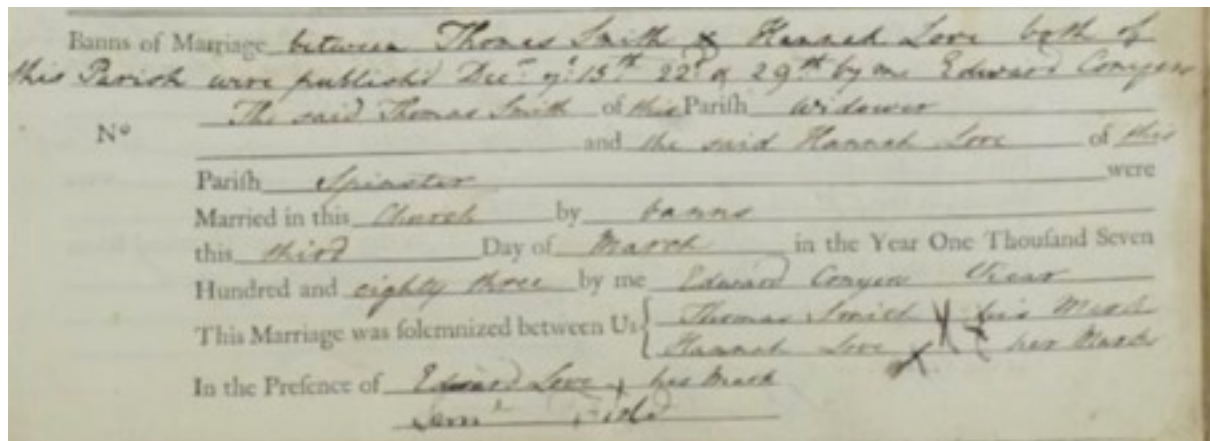 Banns of Marriage between Thomas Smith & Hannah Love both of
this Parish were publish'd Decr ye 15th 22d & 29th by me Edward Conyers
The said Thomas Smith of this Pariſh Widower
No
and the said Hannah Love of this
Pariſh Spinster were
Married in this Church by banns
this third Day of March in the Year One Thouſand Seven
Hundred and eighty three by me Edward Conyers Vicar
This Marriage was ſolemnized between Us Thomas Smith X his Mark
Hannah Love X her Mark
In the Preſence of Edward Love + his Mark
Saml